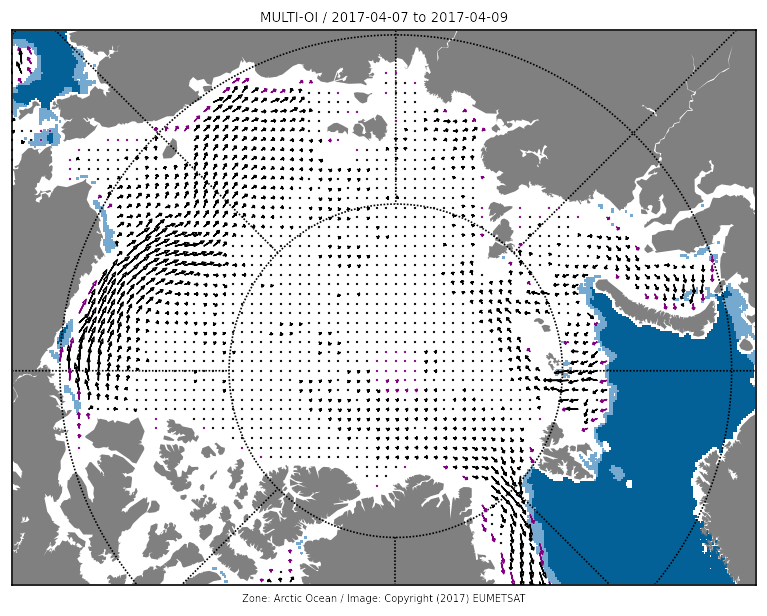 MULTI-OI / 2017-04-07 to 2017-04-09
Zone: Arctic Ocean / Image: Copyright (2017) EUMETSAT